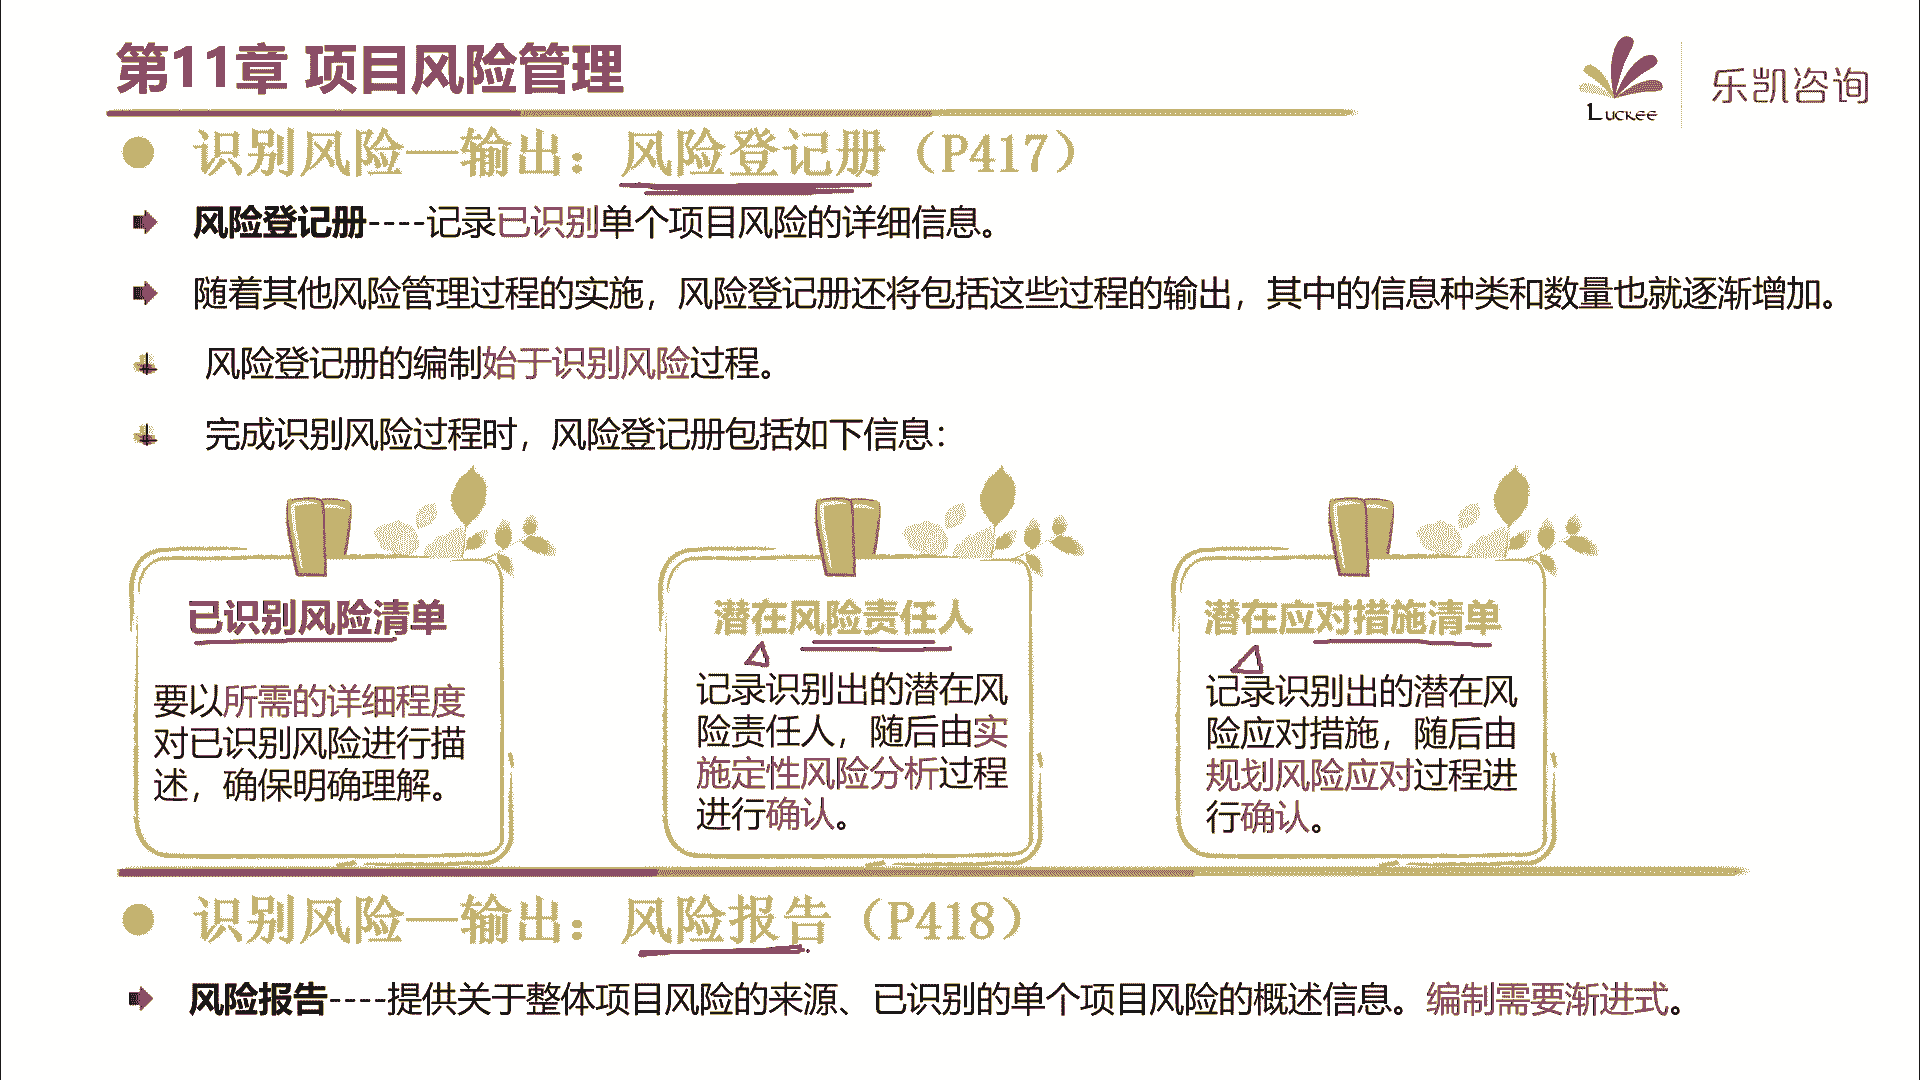 第11章 项目风险管理
LUCKEE
乐凯咨询
识别风险—输出：风险登记册（P417）
风险登记册----记录已识别单个项目风险的详细信息。
随着其他风险管理过程的实施，风险登记册还将包括这些过程的输出，其中的信息种类和数量也就逐渐增加。
风险登记册的编制始于识别风险过程。
完成识别风险过程时，风险登记册包括如下信息：
已识别风险清单
要以所需的详细程度
对已识别风险进行描
述，确保明确理解。
潜在风险责任人
记录识别出的潜在风
险责任人，随后由实
施定性风险分析过程
进行确认。
潜在应对措施清单
记录识别出的潜在风
险应对措施，随后由
规划风险应对过程进
行确认。
识别风险—输出：风险报告（P418）
风险报告----提供关于整体项目风险的来源、已识别的单个项目风险的概述信息。编制需要渐进式。